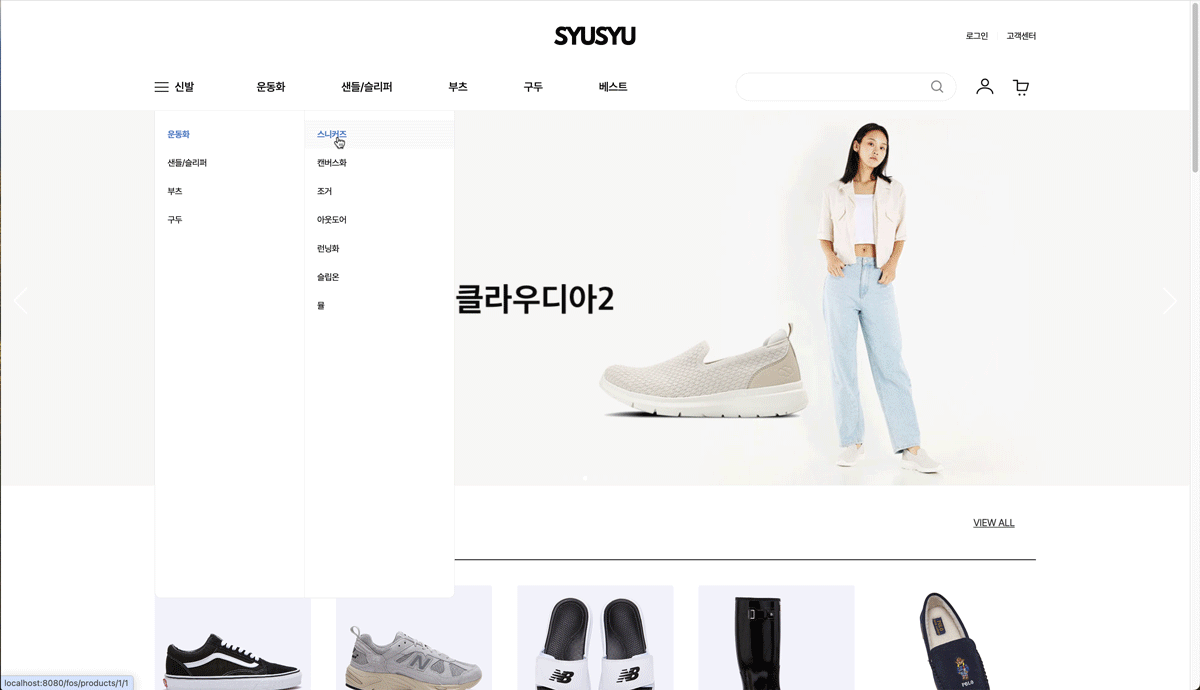 SYUSYU
로그인
고객센터
신발
운동화
샌들/슬리퍼
부츠
구두
베스트
운동화
샌들/슬리퍼
부츠
구두
스니커즈
캔버스화
조거
아웃도어
런닝화
슬립온
뮬
클라우디아2
VIEW ALL
POLO
localhost:8080/fos/products/1/1